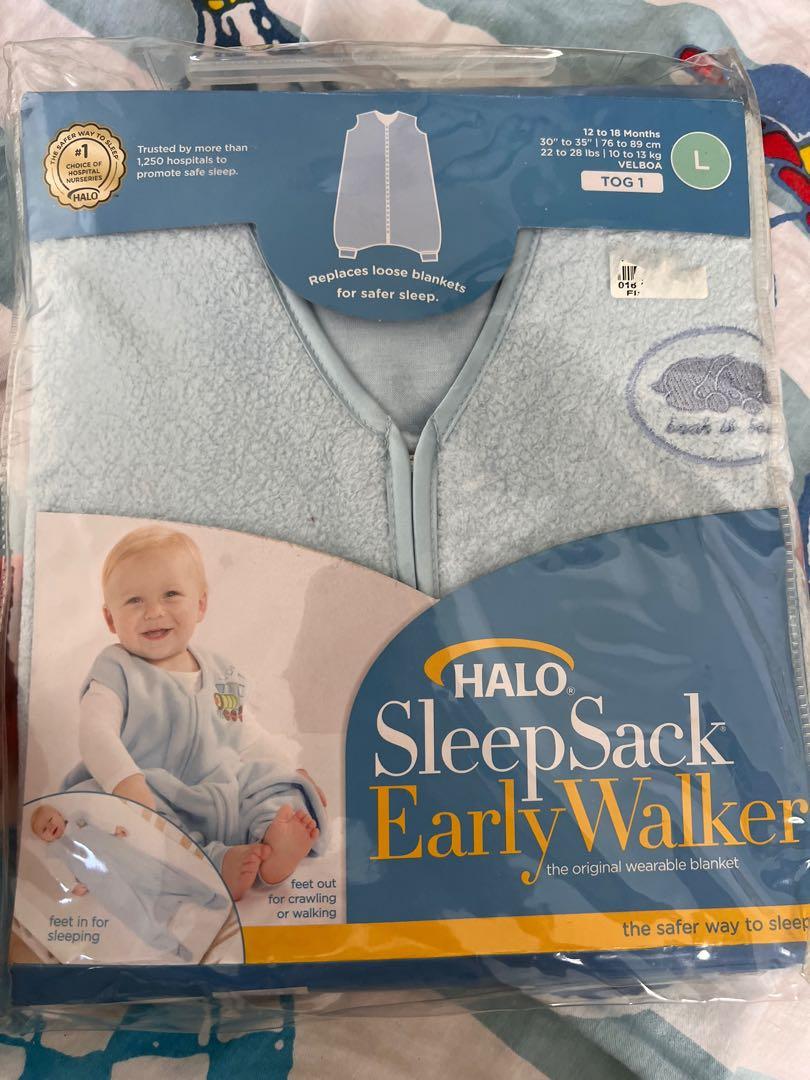 THE SAFER WAY TO SLEEP
#1
CHOICE OF
HOSPITAL
NURSERIES
HALO
Trusted by more than
1,250 hospitals to
promote safe sleep.
Replaces loose blankets
for safer sleep.
12 to 18 Months
30" to 35" | 76 to 89 cm
22 to 28 lbs | 10 to 13 kg
VELBOA
TOG 1
L
016
HALO®
SleepSack®
EarlyWalker
the original wearable blanket
feet out
for crawling
or walking
feet in for
sleeping
the safer way to sleep